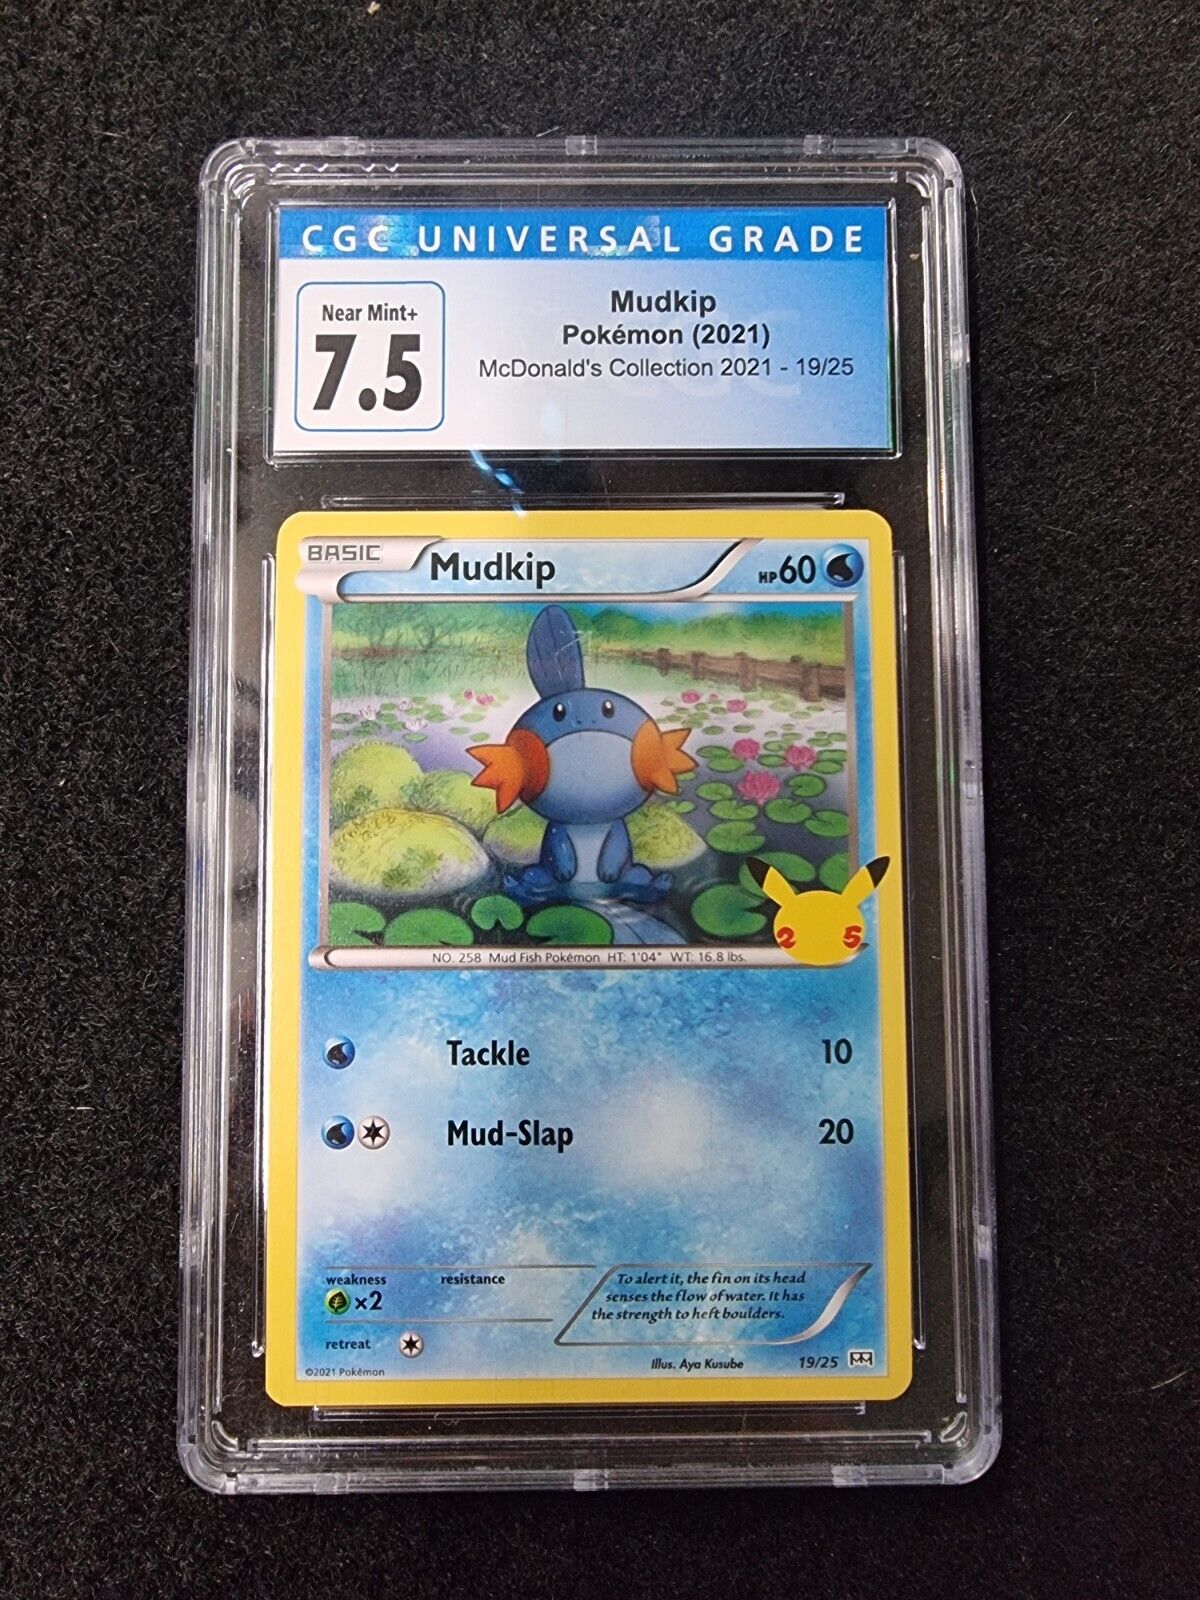 CGC UNIVERSAL GRADE
Near Mint+
7.5
Mudkip
Pokémon (2021)
McDonald's Collection 2021 - 19/25
BASIC
Mudkip
HP60
25
NO. 258 Mud Fish Pokémon HT: 1'04" WT: 16.8 lbs.
Tackle 10
Mud-Slap 20
weakness resistance
×2
retreat
To alert it, the fin on its head
senses the flow of water. It has
the strength to heft boulders.
©2021 Pokémon
Illus. Aya Kusube 19/25